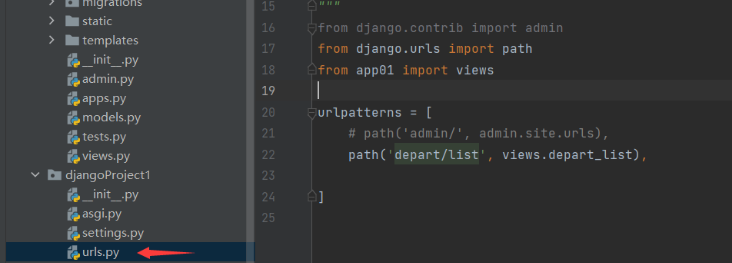 migrations
static
templates
__init__.py
admin.py
apps.py
models.py
tests.py
views.py
djangoProject1
__init__.py
asgi.py
settings.py
urls.py
15 """
16 from django.contrib import admin
17 from django.urls import path
18 from app01 import views
19
20 urlpatterns = [
21 # path('admin/', admin.site.urls),
22 path('depart/list', views.depart_list),
23
24 ]
25